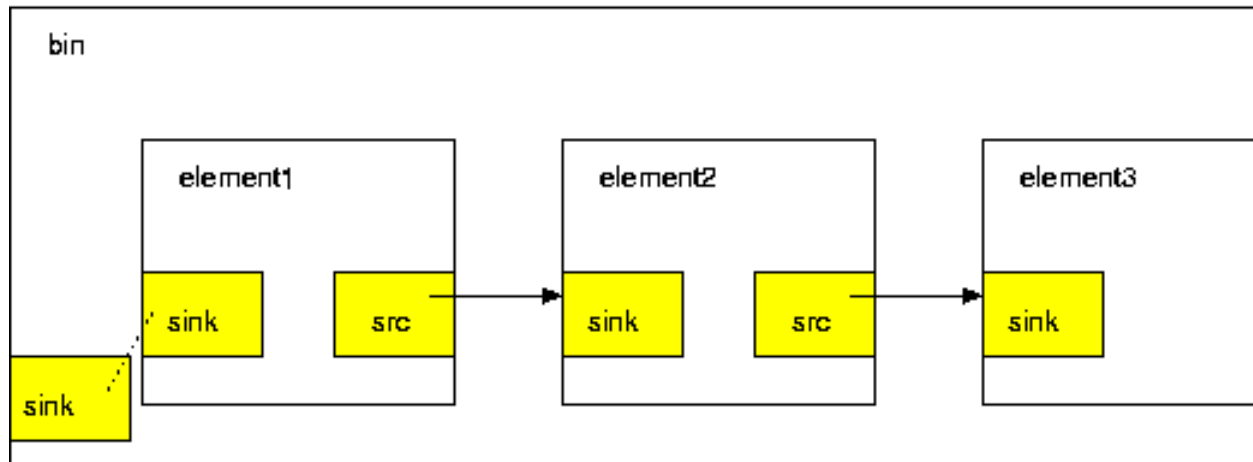 bin
element1
element2
element3
sink
src
sink
src
sink
sink